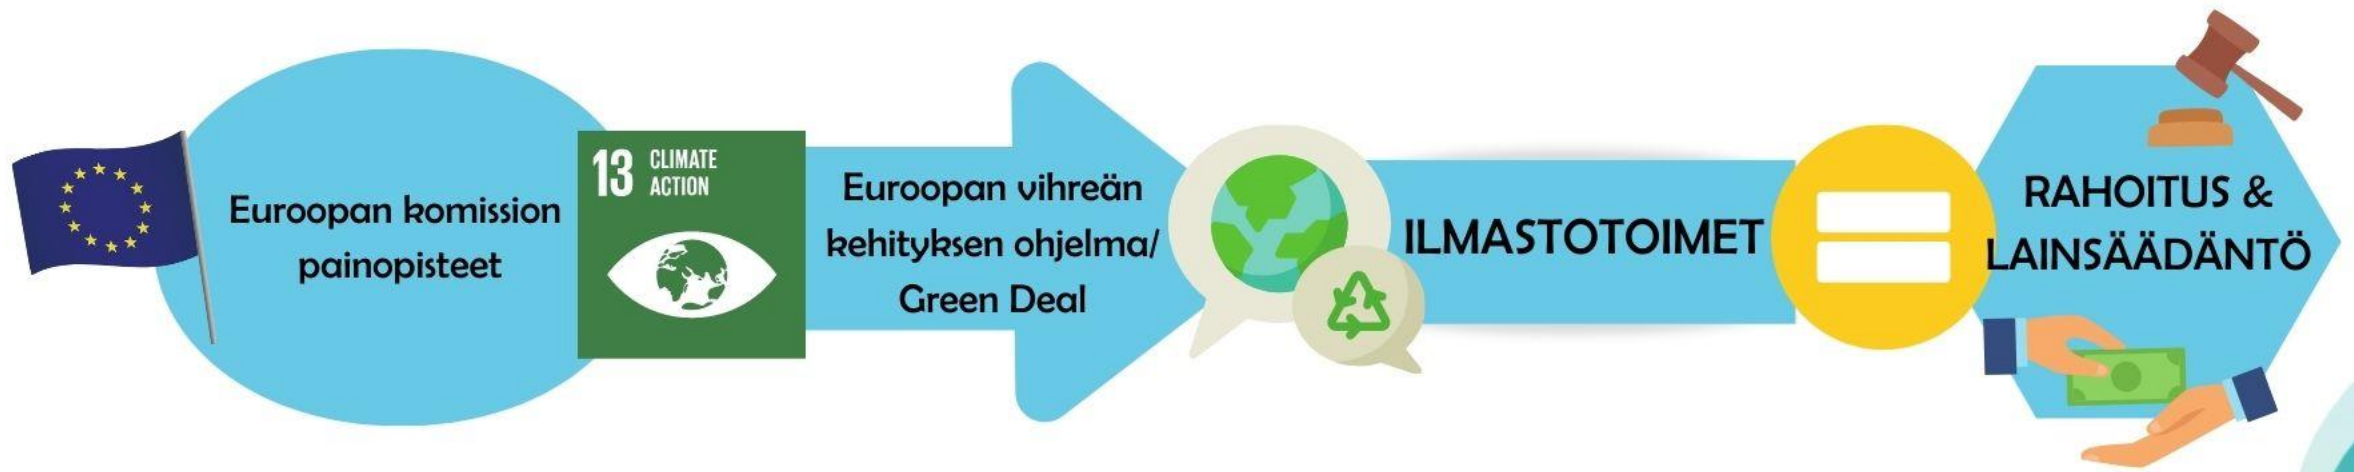 Euroopan komission
painopisteet
13 CLIMATE
ACTION
Euroopan vihreän
kehityksen ohjelma/
Green Deal
ILMASTOTOIMET
RAHOITUS &
LAINSÄÄDÄNTÖ